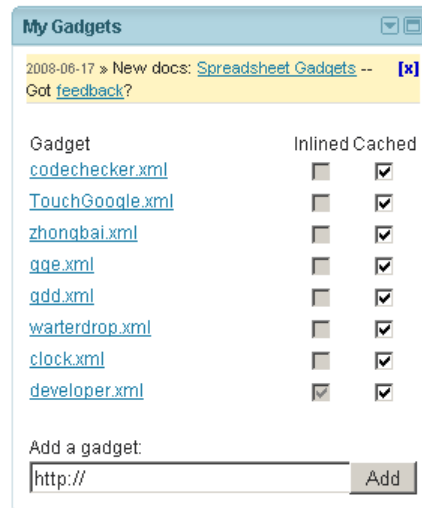 My Gadgets
2008-06-17 » New docs: Spreadsheet Gadgets -- [x]
Got feedback?
Gadget Inlined Cached
codechecker.xml
TouchGoogle.xml
zhongbai.xml
gge.xml
gdd.xml
warterdrop.xml
clock.xml
developer.xml
Add a gadget:
http:// Add